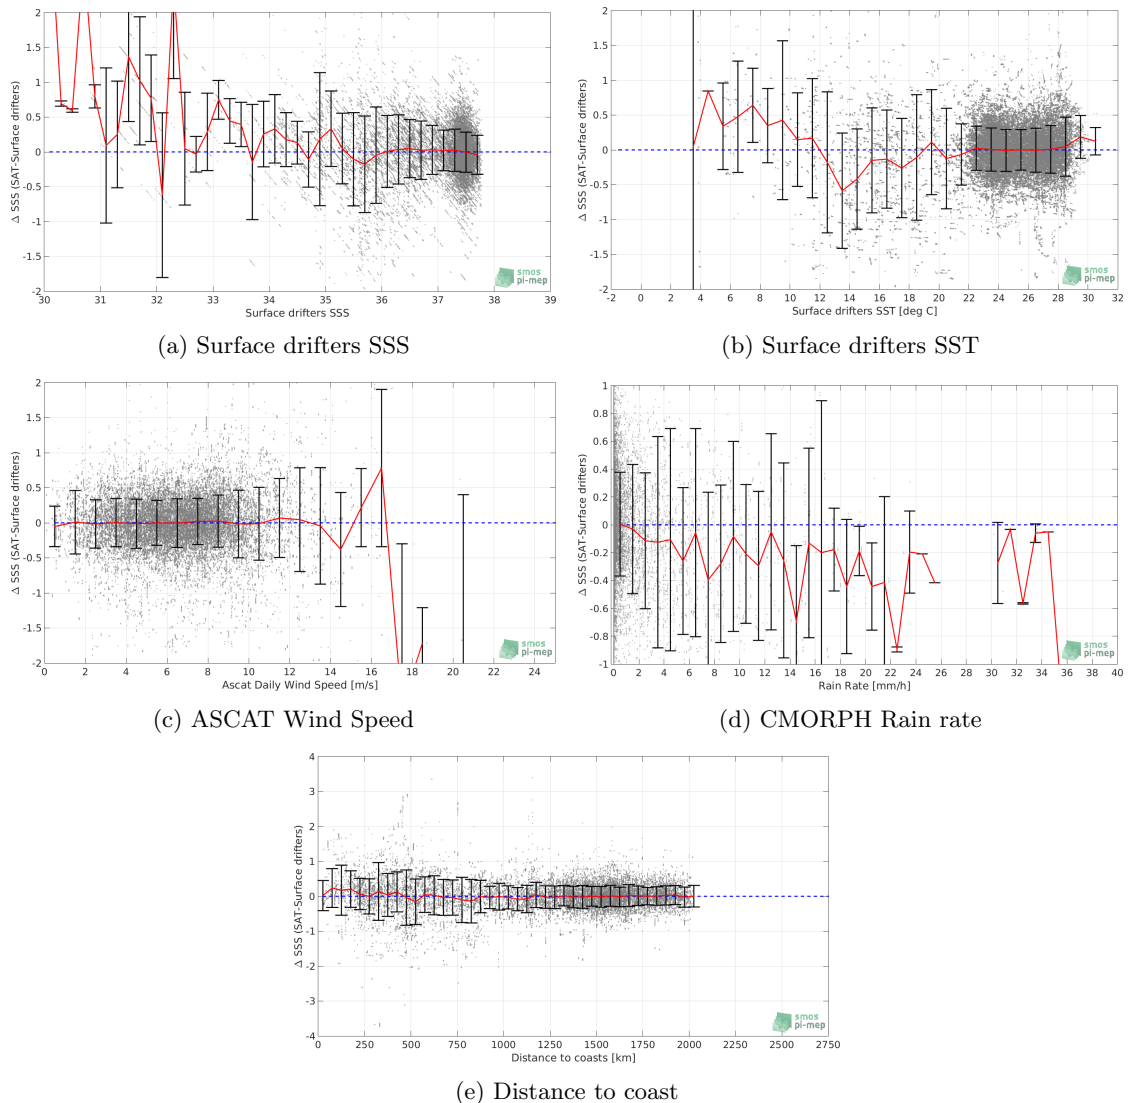 2
1.5
1
0.5
0
-0.5
-1
-1.5
-2
Δ SSS (SAT-Surface drifters)
30 31 32 33 34 35 36 37 38 39
Surface drifters SSS
smos
pi-mep
(a) Surface drifters SSS
2
1.5
1
0.5
0
-0.5
-1
-1.5
-2
Δ SSS (SAT-Surface drifters)
-2 0 2 4 6 8 10 12 14 16 18 20 22 24 26 28 30 32
Surface drifters SST [deg C]
smos
pi-mep
(b) Surface drifters SST
2
1.5
1
0.5
0
-0.5
-1
-1.5
-2
Δ SSS (SAT-Surface drifters)
0 2 4 6 8 10 12 14 16 18 20 22 24
Ascat Daily Wind Speed [m/s]
smos
pi-mep
(c) ASCAT Wind Speed
1
0.8
0.6
0.4
0.2
0
-0.2
-0.4
-0.6
-0.8
-1
Δ SSS (SAT-Surface drifters)
0 2 4 6 8 10 12 14 16 18 20 22 24 26 28 30 32 34 36 38 40
Rain Rate [mm/h]
smos
pi-mep
(d) CMORPH Rain rate
4
3
2
1
0
-1
-2
-3
-4
Δ SSS (SAT-Surface drifters)
0 250 500 750 1000 1250 1500 1750 2000 2250 2500 2750
Distance to coasts [km]
smos
pi-mep
(e) Distance to coast